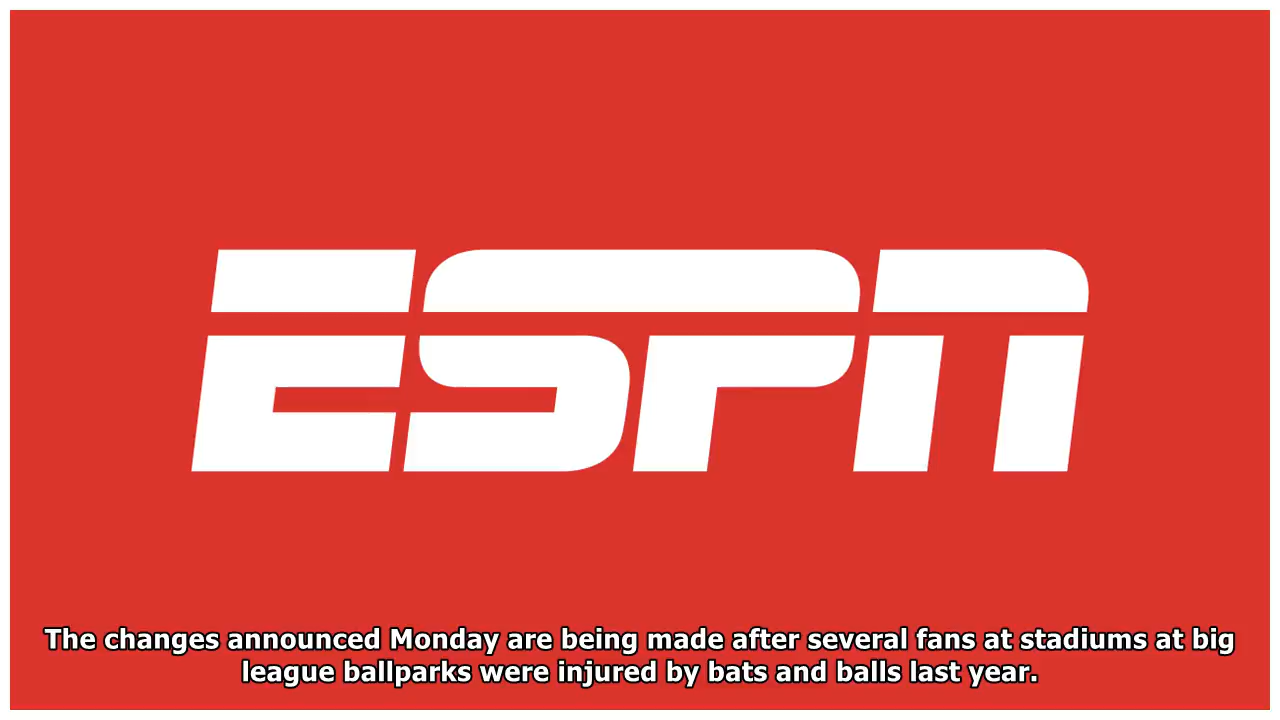 ESPN
The changes announced Monday are being made after several fans at stadiums at big
league ballparks were injured by bats and balls last year.